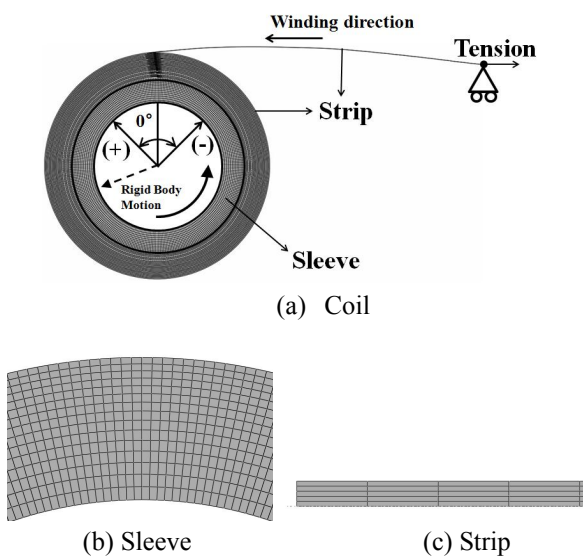 Winding direction
Tension
Strip
0°
(+)
(-)
Rigid Body
Motion
Sleeve
(a) Coil
(b) Sleeve
(c) Strip